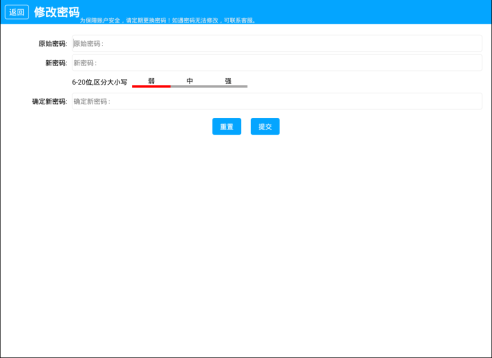 返回 修改密码 为保障账户安全，请定期更换密码！如遇密码无法修改，可联系客服。
原始密码: 原始密码:
新密码: 新密码:
6-20位,区分大小写 弱 中 强
确定新密码: 确定新密码:
重置 提交